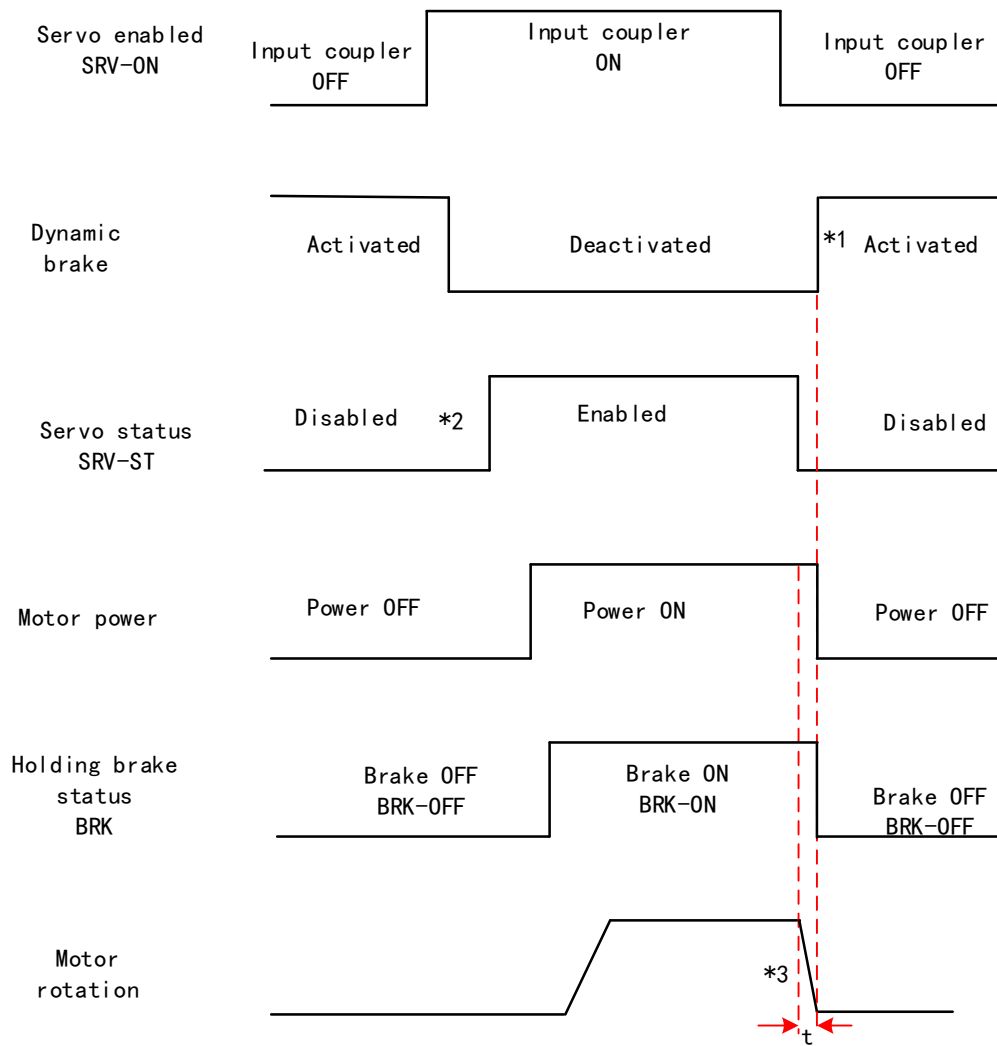 Servo enabled
SRV-ON
Input coupler
OFF
Input coupler
ON
Input coupler
OFF
Dynamic
brake
Activated
Deactivated
*1 Activated
Servo status
SRV-ST
Disabled
*2
Enabled
Disabled
Motor power
Power OFF
Power ON
Power OFF
Holding brake
status
BRK
Brake OFF
BRK-OFF
Brake ON
BRK-ON
Brake OFF
BRK-OFF
Motor
rotation
*3
t